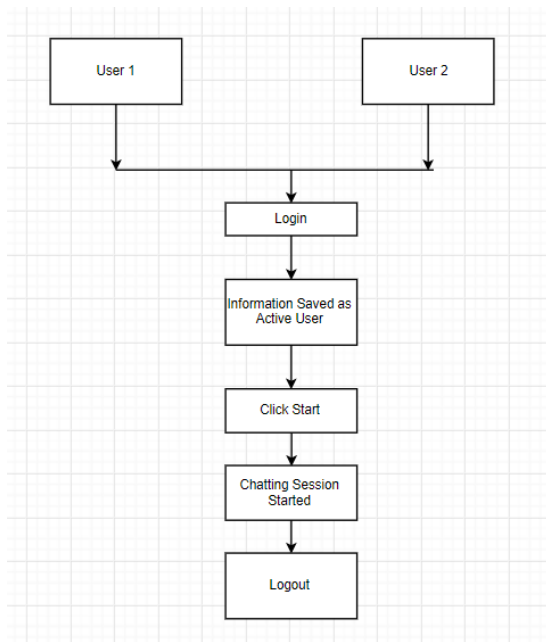 User 1
User 2
Login
Information Saved as
Active User
Click Start
Chatting Session
Started
Logout